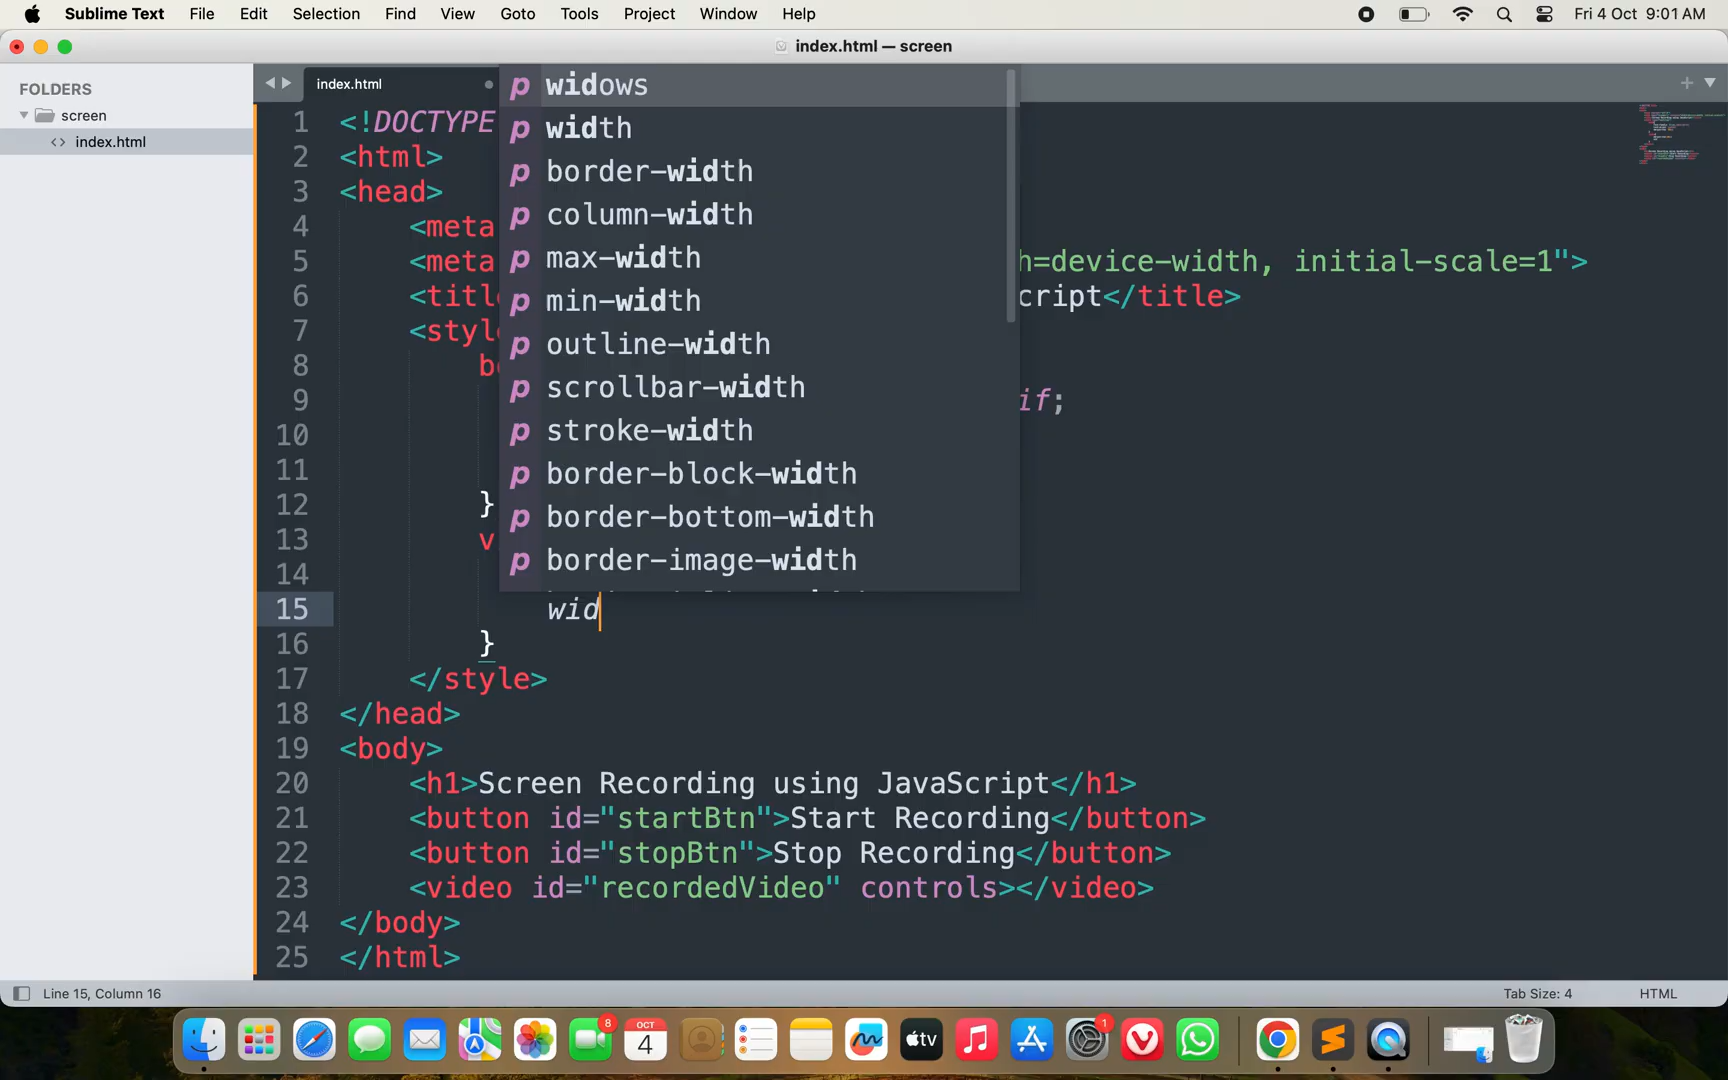 Sublime Text File Edit Selection Find View Goto Tools Project Window Help Fri 4 Oct 9:01 AM
index.html — screen
FOLDERS
screen
index.html
index.html
1 <!DOCTYPE
2 <html>
3 <head>
4 <meta
5 <meta h=device-width, initial-scale=1">
6 <title cript</title>
7 <style
8 bo
9 if;
10
11
12 }
13 v
14
15 wid
16 }
17 </style>
18 </head>
19 <body>
20 <h1>Screen Recording using JavaScript</h1>
21 <button id="startBtn">Start Recording</button>
22 <button id="stopBtn">Stop Recording</button>
23 <video id="recordedVideo" controls></video>
24 </body>
25 </html>
p widows
p width
p border-width
p column-width
p max-width
p min-width
p outline-width
p scrollbar-width
p stroke-width
p border-block-width
p border-bottom-width
p border-image-width
Line 15, Column 16 Tab Size: 4 HTML
8
OCT
4
tv
1